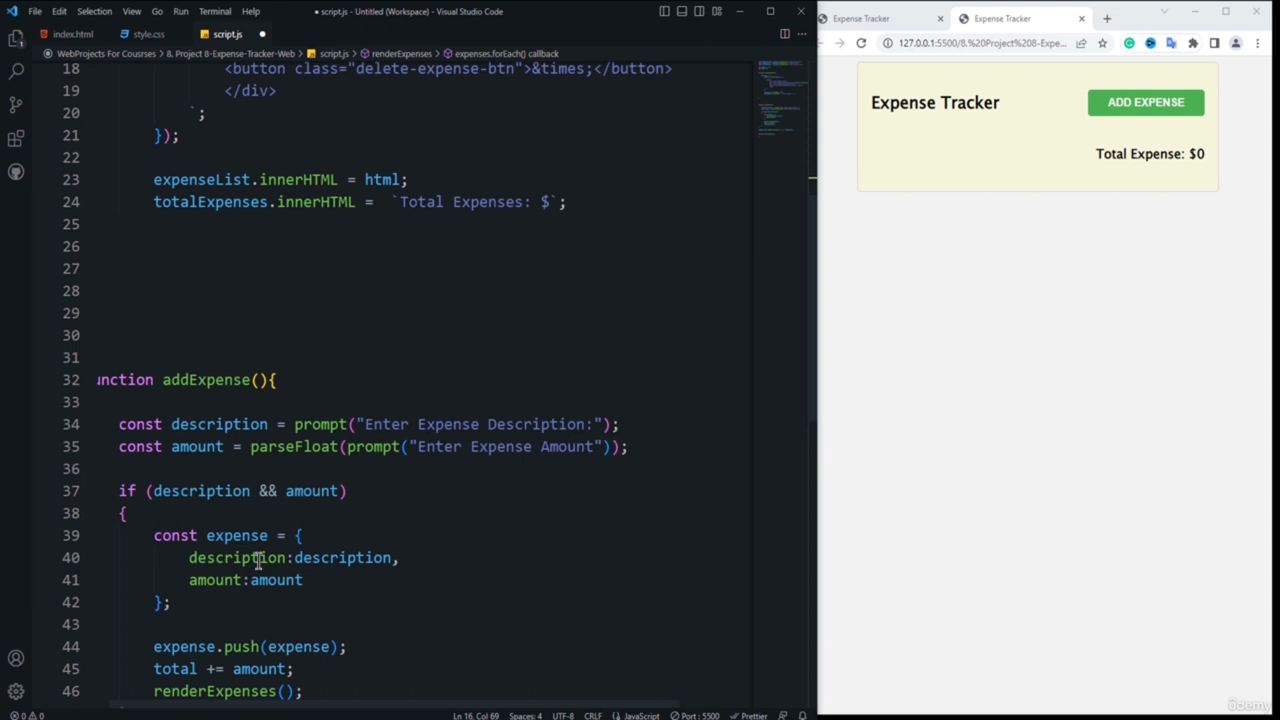 File Edit Selection View Go Run Terminal Help
● script.js - Untitled (Workspace) - Visual Studio Code
Expense Tracker
Expense Tracker
index.html
style.css
script.js
127.0.0.1:5500/8.%20Project%208-Expe...
WebProjects For Cousrses > 8. Project 8-Expense-Tracker-Web > script.js > renderExpenses > expenses.forEach() callback
18 <button class="delete-expense-btn">&times;</button>
19 </div>
20 `;
21 });
22
23 expenseList.innerHTML = html;
24 totalExpenses.innerHTML = `Total Expenses: $`;
25
26
27
28
29
30
31
32 unction addExpense(){
33
34 const description = prompt("Enter Expense Description:");
35 const amount = parseFloat(prompt("Enter Expense Amount"));
36
37 if (description && amount)
38 {
39 const expense = {
40 description:description,
41 amount:amount
42 };
43
44 expense.push(expense);
45 total += amount;
46 renderExpenses();
Expense Tracker
ADD EXPENSE
Total Expense: $0
0 0
Ln 16, Col 69 Spaces: 4 UTF-8 CRLF JavaScript Port : 5500 Prettier
ûdemy